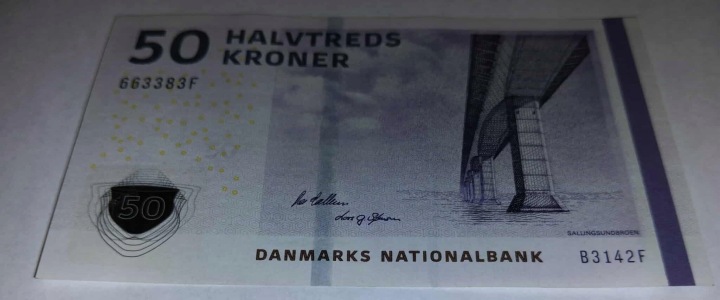 50 HALVTREDS
KRONER
663383F
50
SALLINGSUNDBROEN
DANMARKS NATIONALBANK
B3142F